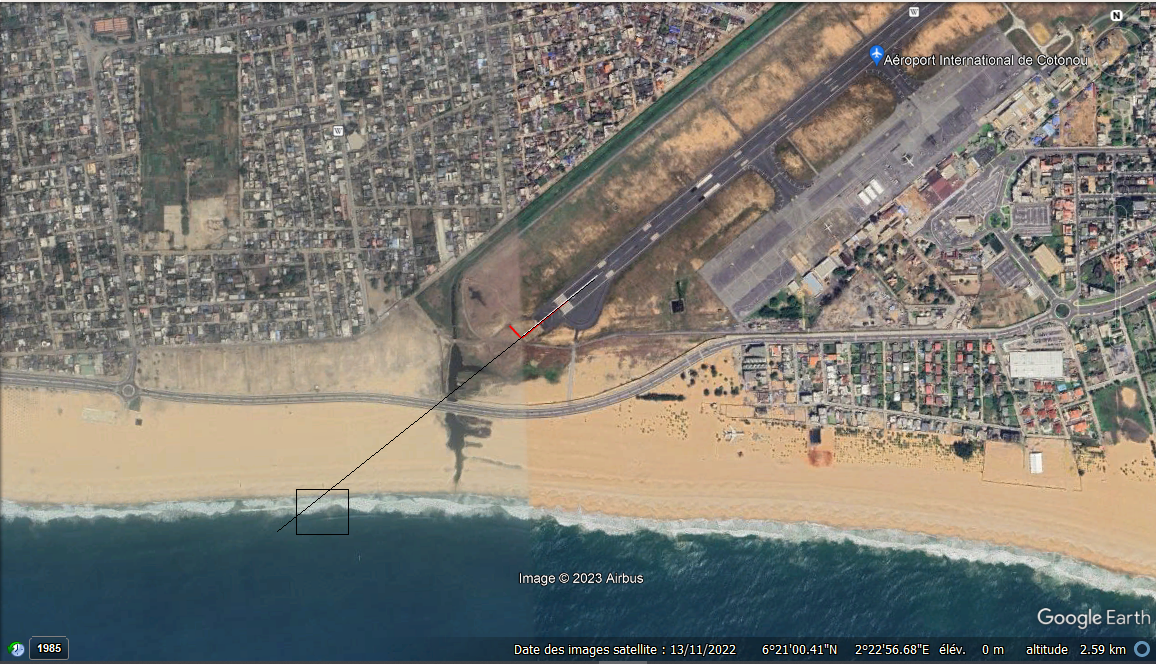 W
N
Aéroport International de Cotonou
W
Image © 2023 Airbus
Google Earth
1985
Date des images satellite : 13/11/2022 6°21'00.41"N 2°22'56.68"E élév. 0 m altitude 2.59 km